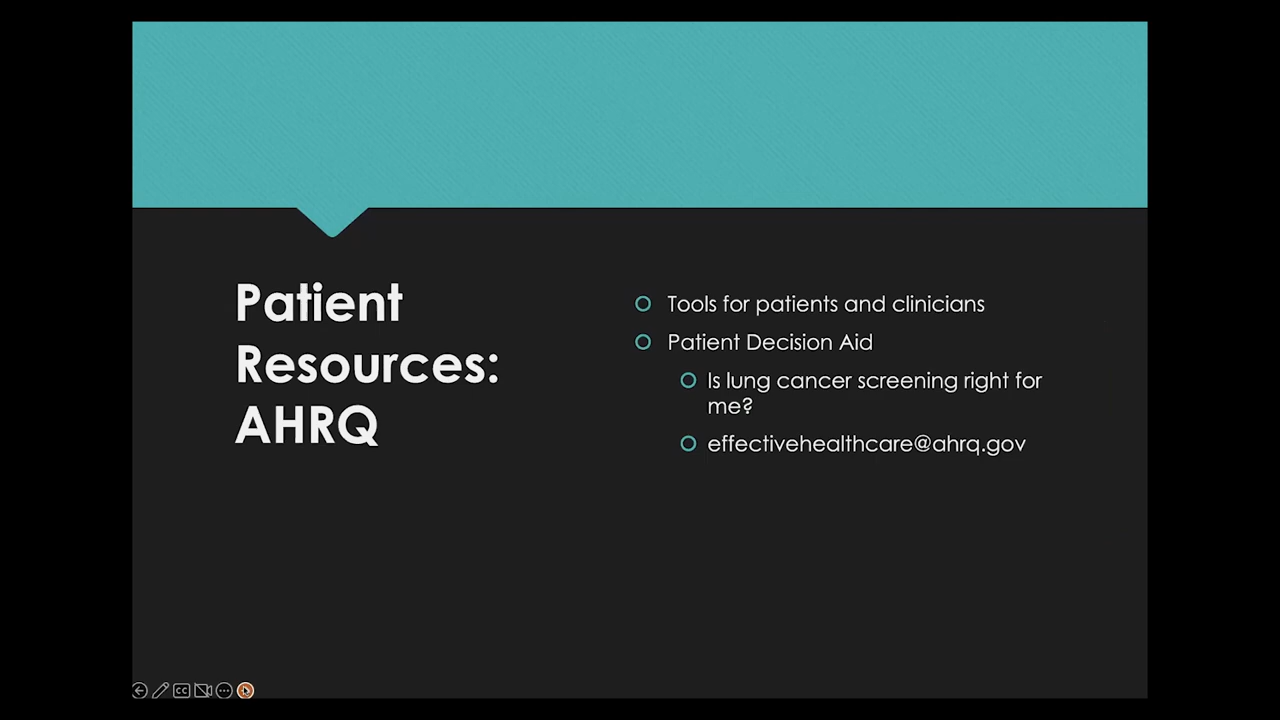 Patient
Resources:
AHRQ
Tools for patients and clinicians
Patient Decision Aid
Is lung cancer screening right for
me?
effectivehealthcare@ahrq.gov
CC